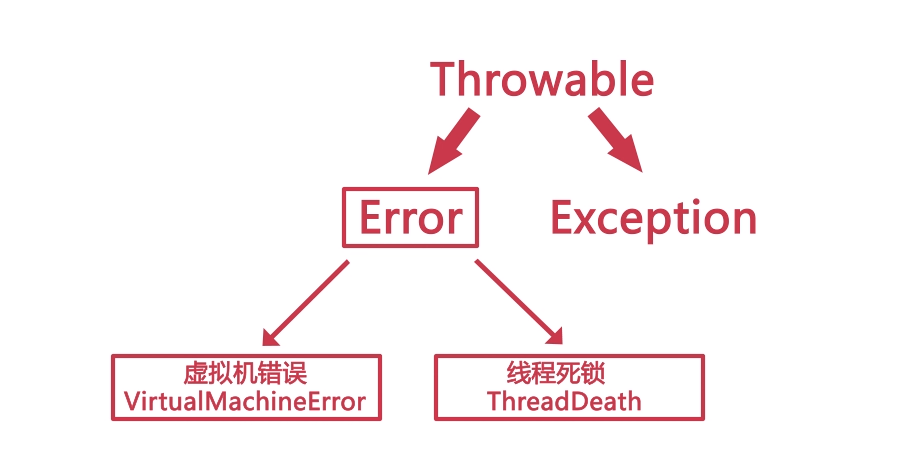 Throwable
Error
Exception
虚拟机错误
VirtualMachineError
线程死锁
ThreadDeath